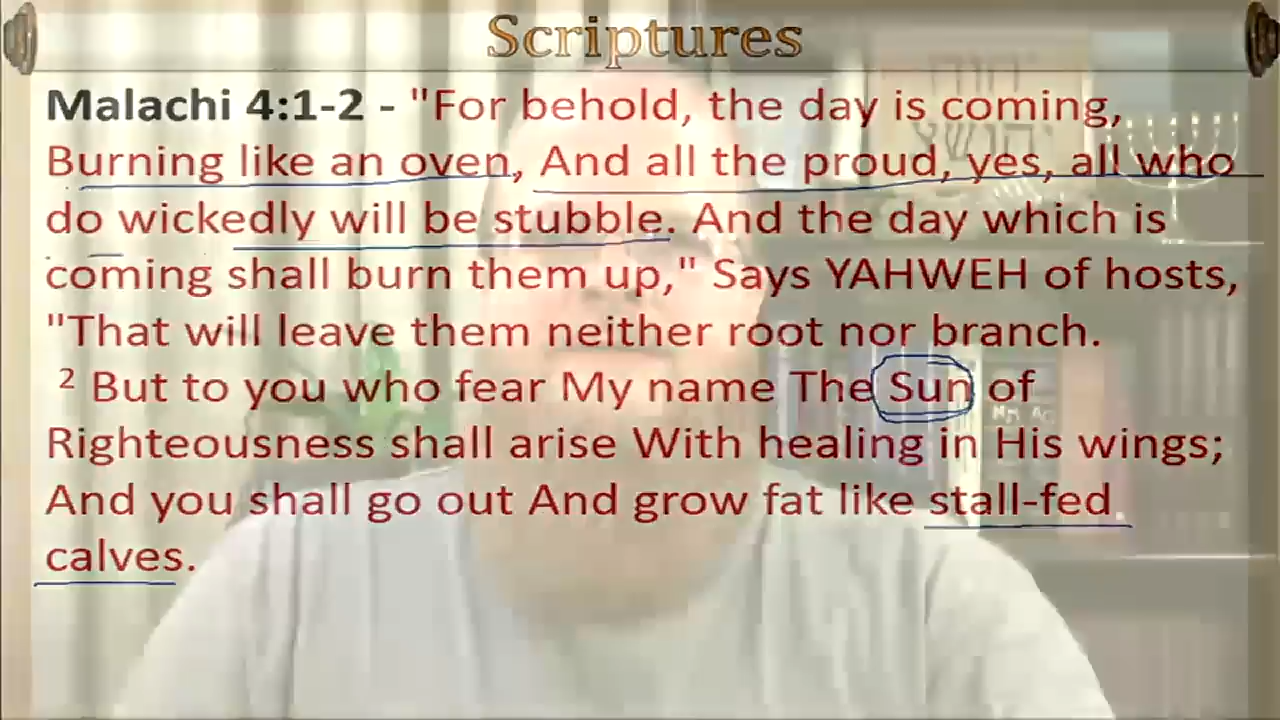 Scriptures
Malachi 4:1-2 - "For behold, the day is coming,
Burning like an oven, And all the proud, yes, all who
do wickedly will be stubble. And the day which is
coming shall burn them up," Says YAHWEH of hosts,
"That will leave them neither root nor branch.
2 But to you who fear My name The Sun of
Righteousness shall arise With healing in His wings;
And you shall go out And grow fat like stall-fed
calves.